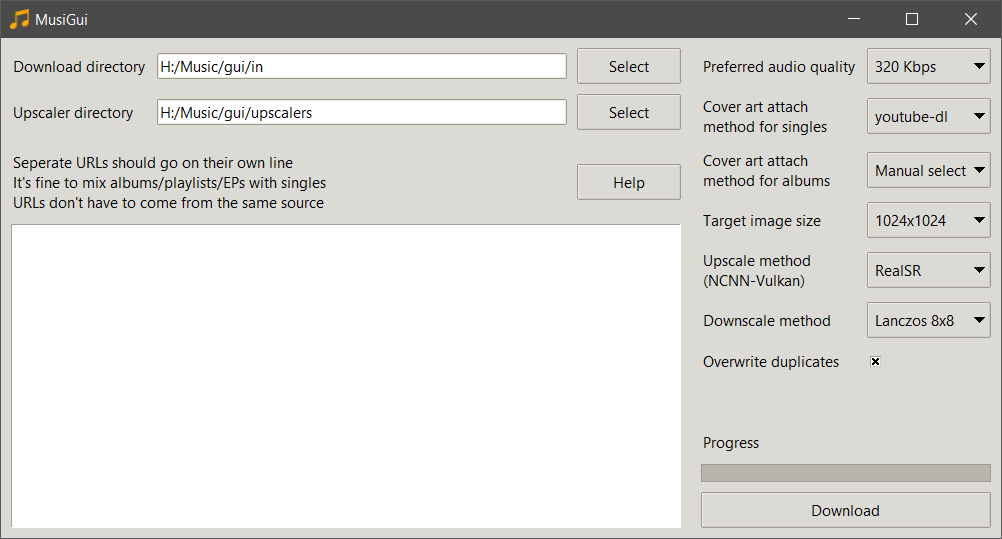 MusiGui
Download directory
H:/Music/gui/in
Select
Upscaler directory
H:/Music/gui/upscalers
Select
Seperate URLs should go on their own line
It's fine to mix albums/playlists/EPs with singles
URLs don't have to come from the same source
Help
Preferred audio quality
320 Kbps
Cover art attach
method for singles
youtube-dl
Cover art attach
method for albums
Manual select
Target image size
1024x1024
Upscale method
(NCNN-Vulkan)
RealSR
Downscale method
Lanczos 8x8
Overwrite duplicates
Progress
Download